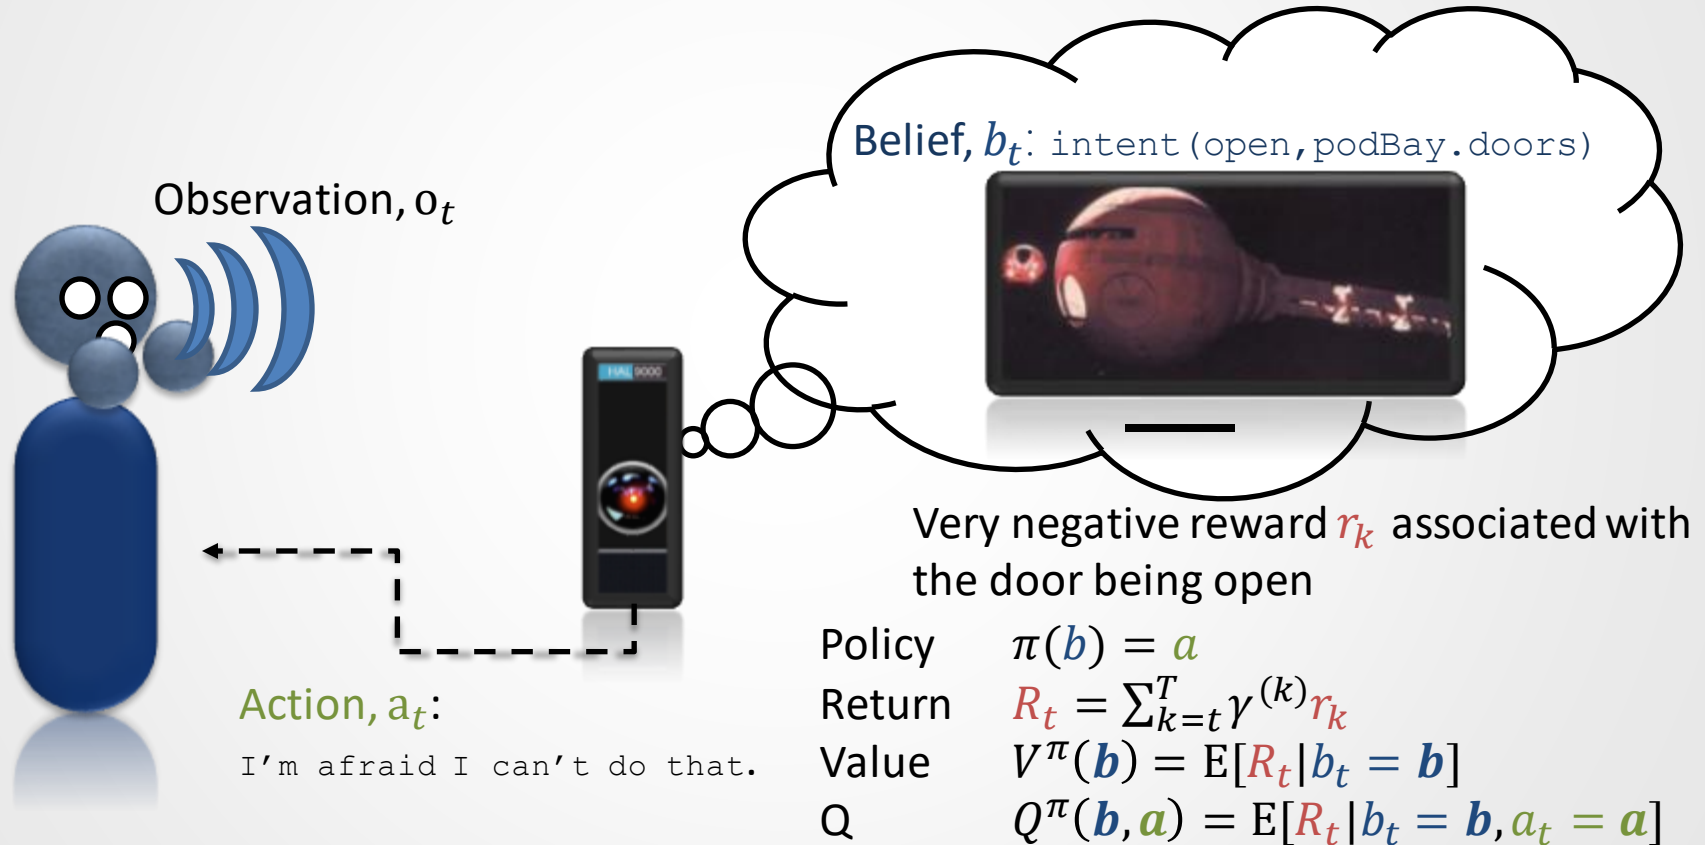 Belief, b_t: intent(open,podBay.doors)
Observation, o_t
HAL 9000
Very negative reward r_k associated with
the door being open
Policy π(b) = a
Return R_t = ∑_{k=t}^{T} γ^{(k)} r_k
Value V^π(b) = E[R_t|b_t = b]
Q Q^π(b, a) = E[R_t|b_t = b, a_t = a]
Action, a_t:
I'm afraid I can't do that.